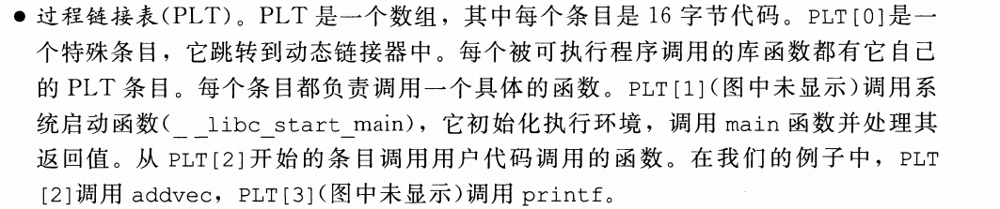 ● 过程链接表(PLT)。PLT 是一个数组，其中每个条目是 16 字节代码。PLT[0]是一
个特殊条目，它跳转到动态链接器中。每个被可执行程序调用的库函数都有它自己
的 PLT 条目。每个条目都负责调用一个具体的函数。PLT[1](图中未显示)调用系
统启动函数(__libc_start_main)，它初始化执行环境，调用 main 函数并处理其
返回值。从 PLT[2]开始的条目调用用户代码调用的函数。在我们的例子中，PLT
[2]调用 addvec，PLT[3](图中未显示)调用 printf。